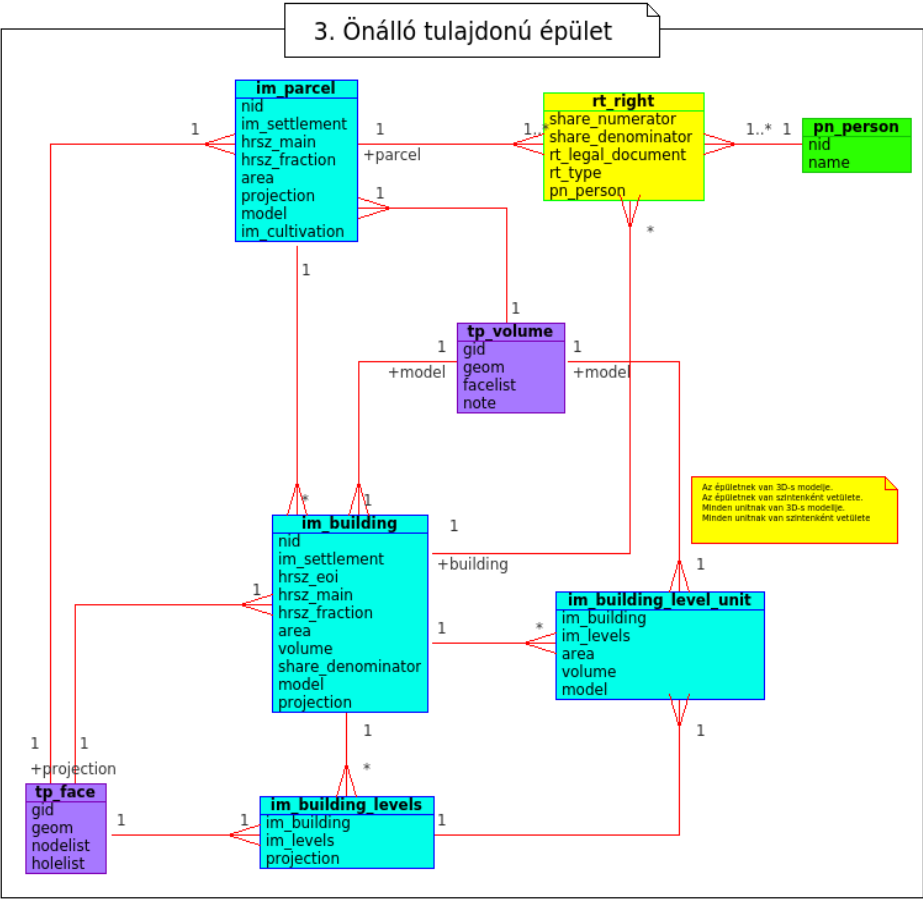 3. Önálló tulajdonú épület
im_parcel
nid
im_settlement
hrsz_main
hrsz_fraction
area
projection
model
im_cultivation
1
1
+parcel
1
1
1..*
rt_right
share_numerator
share_denominator
rt_legal_document
rt_type
pn_person
1..* 1
*
pn_person
nid
name
1
tp_volume
gid
geom
facelist
note
1
+model
1
+model
*
1
im_building
nid
im_settlement
hrsz_eoi
hrsz_main
hrsz_fraction
area
volume
share_denominator
model
projection
1
+building
1
1
*
1
*
Az épületnek van 3D-s modelje.
Az épületnek van szintenként vetülete.
Minden unitnak van 3D-s modelije.
Minden unitnak van szintenként vetülete
1
im_building_level_unit
im_building
im_levels
area
volume
model
1
1 1
+projection
tp_face
gid
geom
nodelist
holelist
1
1
im_building_levels
im_building
im_levels
projection
1